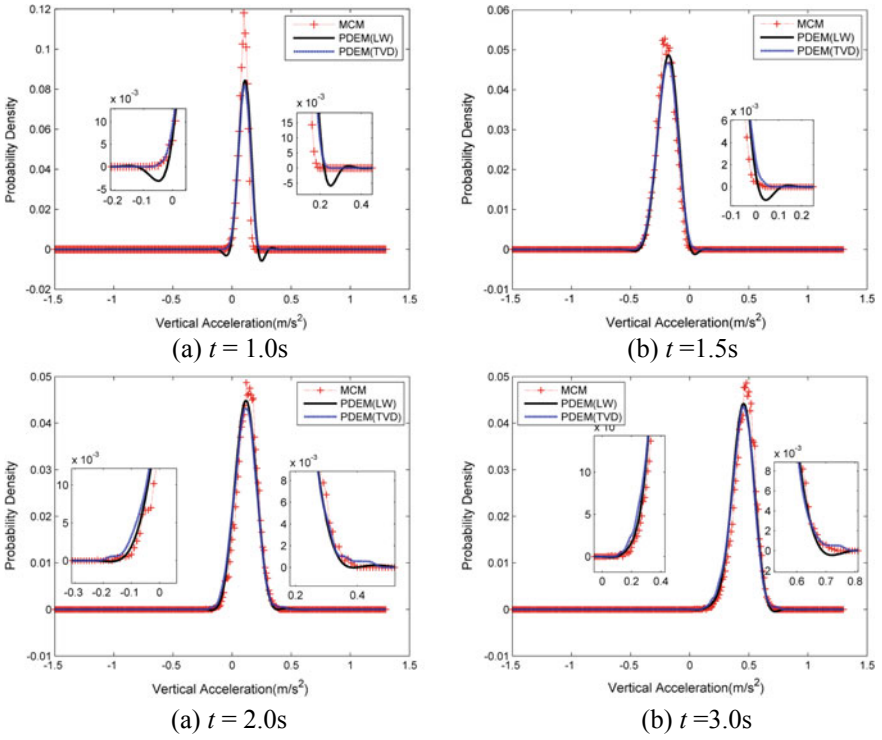 0.12
0.1
0.08
0.06
0.04
0.02
0
-0.02
Probability Density
MCM
PDEM(LW)
PDEM(TVD)
x 10⁻³
10
5
0
-5
-0.2 -0.1 0
x 10⁻³
15
10
5
0
-5
0.2 0.4
-1.5 -1 -0.5 0 0.5 1 1.5
Vertical Acceleration(m/s²)
(a) t = 1.0s
0.06
0.05
0.04
0.03
0.02
0.01
0
-0.01
Probability Density
MCM
PDEM(LW)
PDEM(TVD)
x 10⁻³
6
4
2
0
-0.1 0 0.1 0.2
-1.5 -1 -0.5 0 0.5 1 1.5
Vertical Acceleration(m/s²)
(b) t =1.5s
0.05
0.04
0.03
0.02
0.01
0
-0.01
Probability Density
MCM
PDEM(LW)
PDEM(TVD)
x 10⁻³
10
5
0
-0.3 -0.2 -0.1 0
x 10⁻³
8
6
4
2
0
0.2 0.4
-1.5 -1 -0.5 0 0.5 1 1.5
Vertical Acceleration(m/s²)
(a) t = 2.0s
0.05
0.04
0.03
0.02
0.01
0
-0.01
Probability Density
MCM
PDEM(LW)
PDEM(TVD)
x 10
10
5
0
0 0.2 0.4
x 10⁻³
8
6
4
2
0
-2
0.6 0.7 0.8
-1.5 -1 -0.5 0 0.5 1 1.5
Vertical Acceleration(m/s²)
(b) t =3.0s